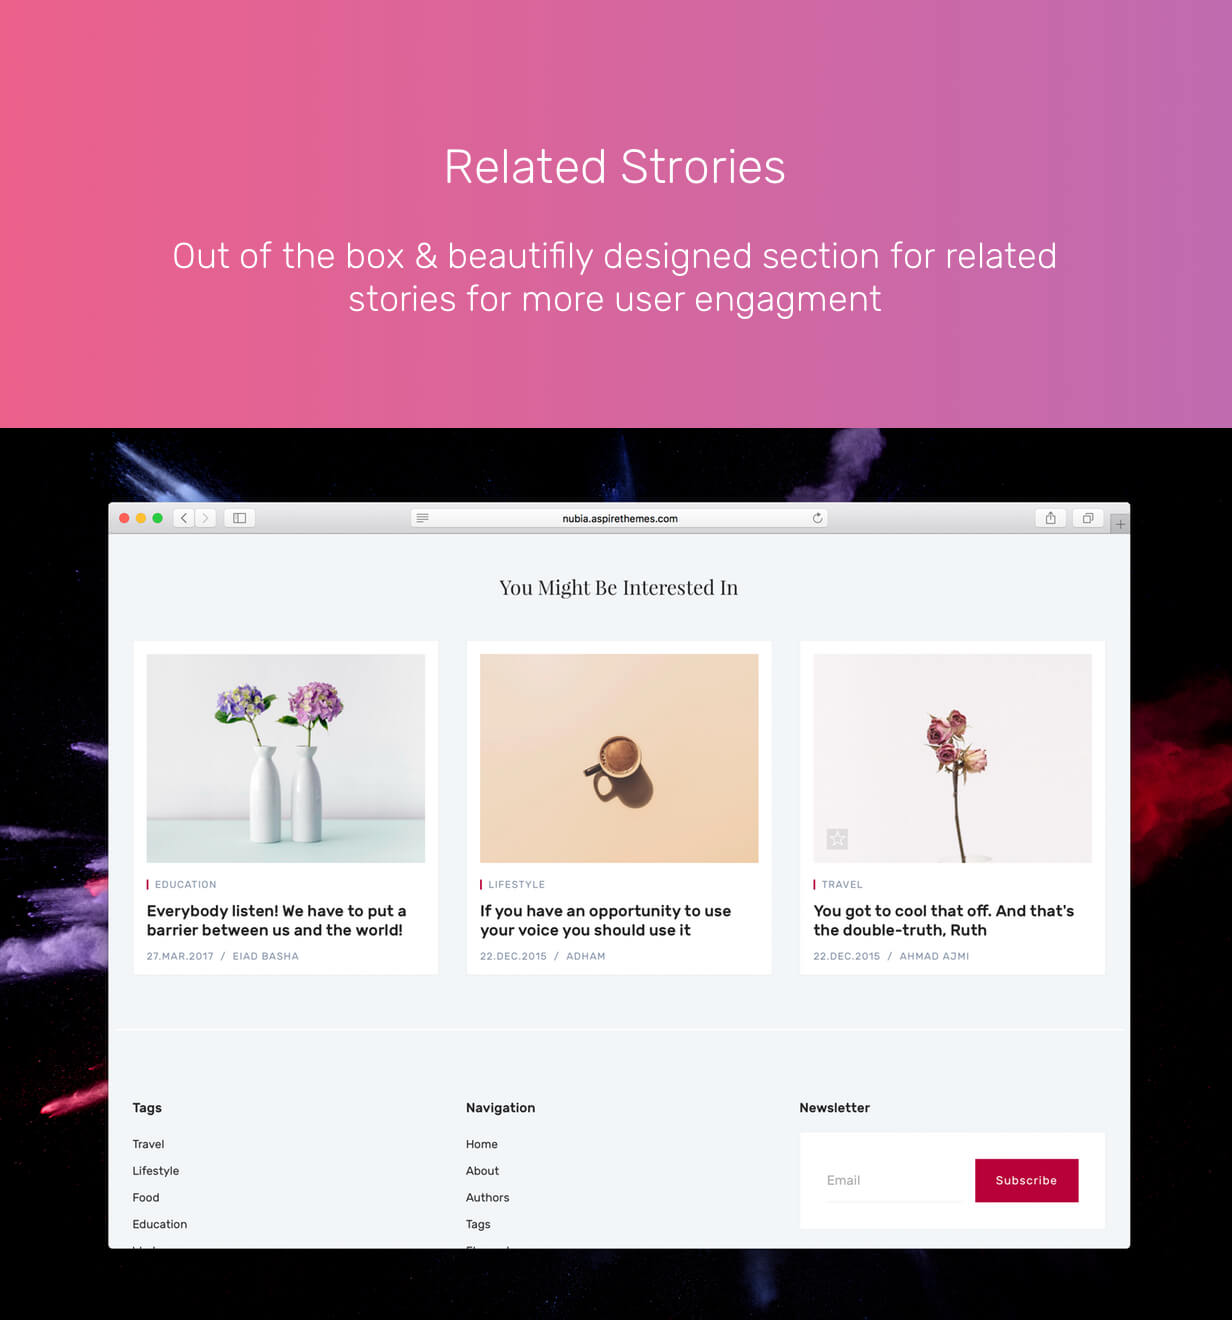 Related Strories
Out of the box & beautifily designed section for related
stories for more user engagment
nubia.aspirethemes.com
You Might Be Interested In
EDUCATION
Everybody listen! We have to put a
barrier between us and the world!
27.MAR.2017 / EIAD BASHA
LIFESTYLE
If you have an opportunity to use
your voice you should use it
22.DEC.2015 / ADHAM
TRAVEL
You got to cool that off. And that's
the double-truth, Ruth
22.DEC.2015 / AHMAD AJMI
Tags
Travel
Lifestyle
Food
Education
Navigation
Home
About
Authors
Tags
Newsletter
Email
Subscribe